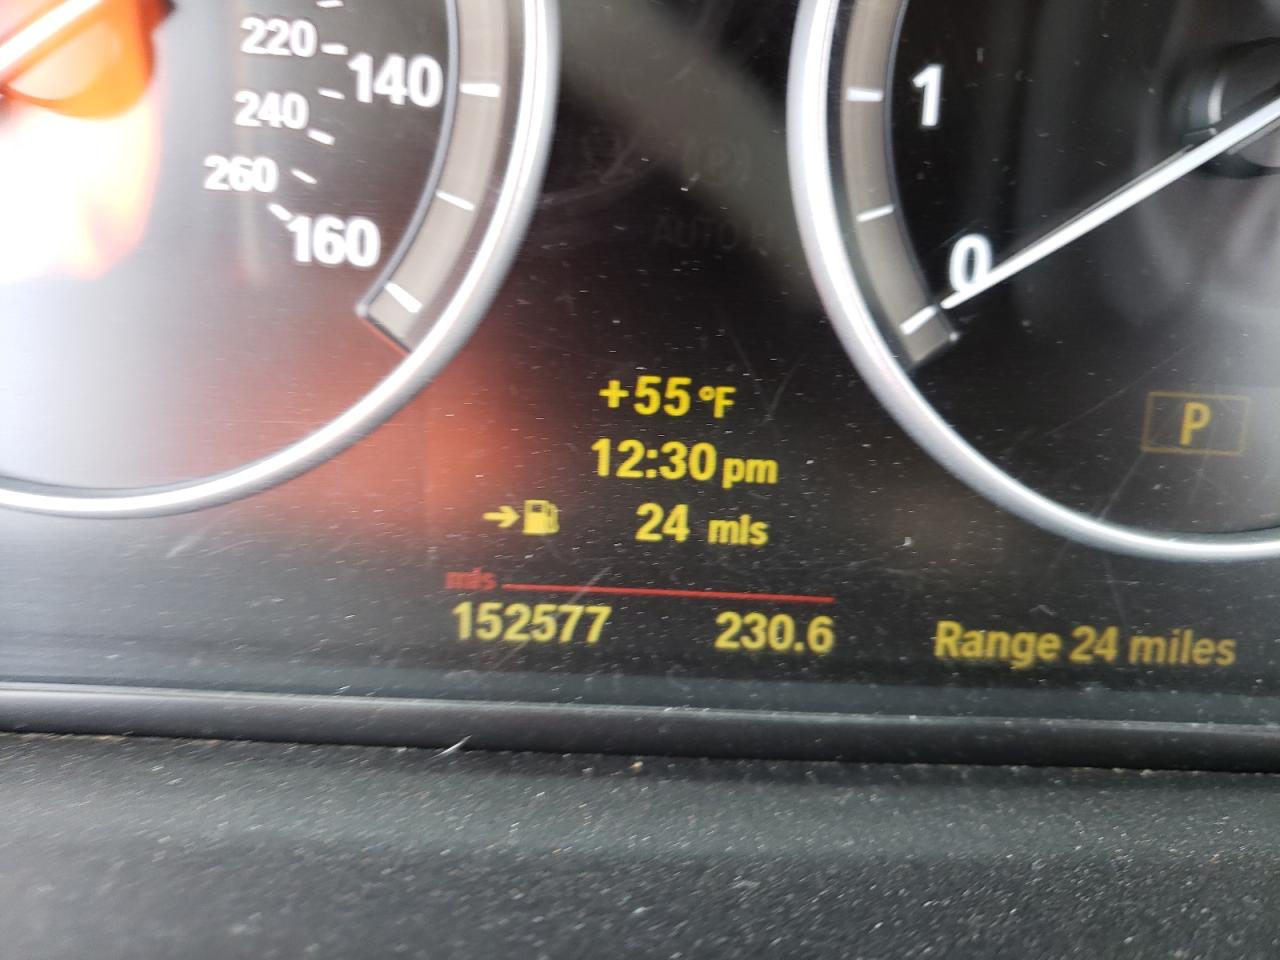 220
140
240
260
160
1
0
+55 °F
12:30 pm
24 mls
mls
152577 230.6
P
Range 24 miles